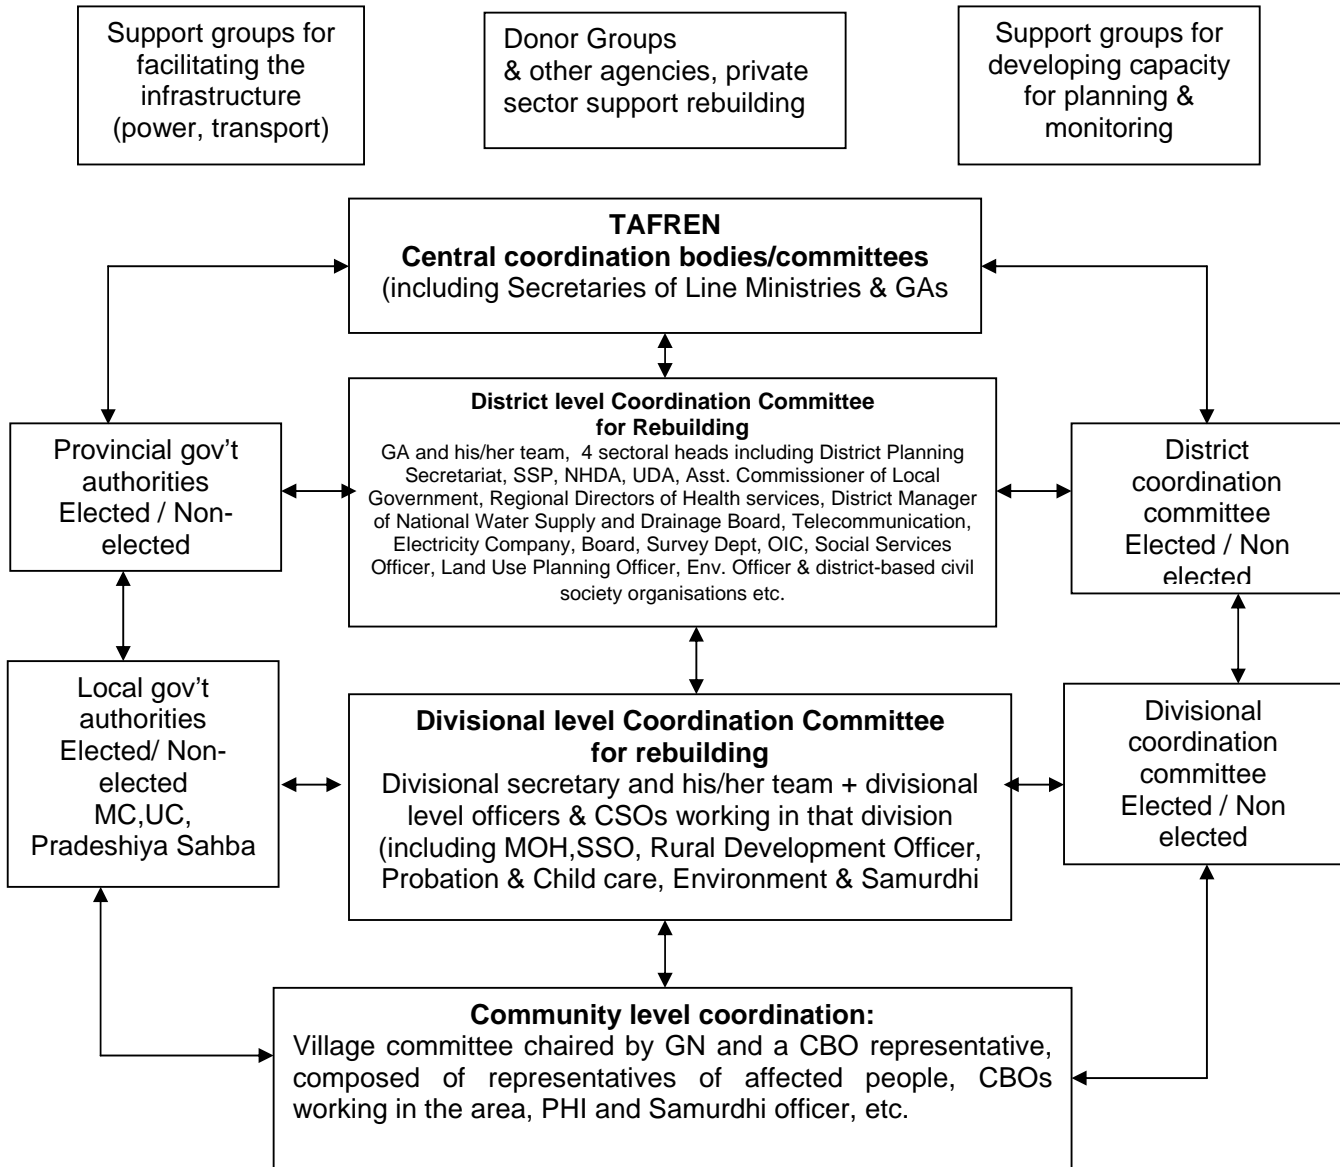 Support groups for
facilitating the
infrastructure
(power, transport)
Donor Groups
& other agencies, private
sector support rebuilding
Support groups for
developing capacity
for planning &
monitoring
TAFREN
Central coordination bodies/committees
(including Secretaries of Line Ministries & GAs
District level Coordination Committee
for Rebuilding
GA and his/her team, 4 sectoral heads including District Planning
Secretariat, SSP, NHDA, UDA, Asst. Commissioner of Local
Government, Regional Directors of Health services, District Manager
of National Water Supply and Drainage Board, Telecommunication,
Electricity Company, Board, Survey Dept, OIC, Social Services
Officer, Land Use Planning Officer, Env. Officer & district-based civil
society organisations etc.
Provincial gov't
authorities
Elected / Non-
elected
District
coordination
committee
Elected / Non
elected
Local gov't
authorities
Elected/ Non-
elected
MC,UC,
Pradeshiya Sahba
Divisional level Coordination Committee
for rebuilding
Divisional secretary and his/her team + divisional
level officers & CSOs working in that division
(including MOH,SSO, Rural Development Officer,
Probation & Child care, Environment & Samurdhi
Divisional
coordination
committee
Elected / Non
elected
Community level coordination:
Village committee chaired by GN and a CBO representative,
composed of representatives of affected people, CBOs
working in the area, PHI and Samurdhi officer, etc.